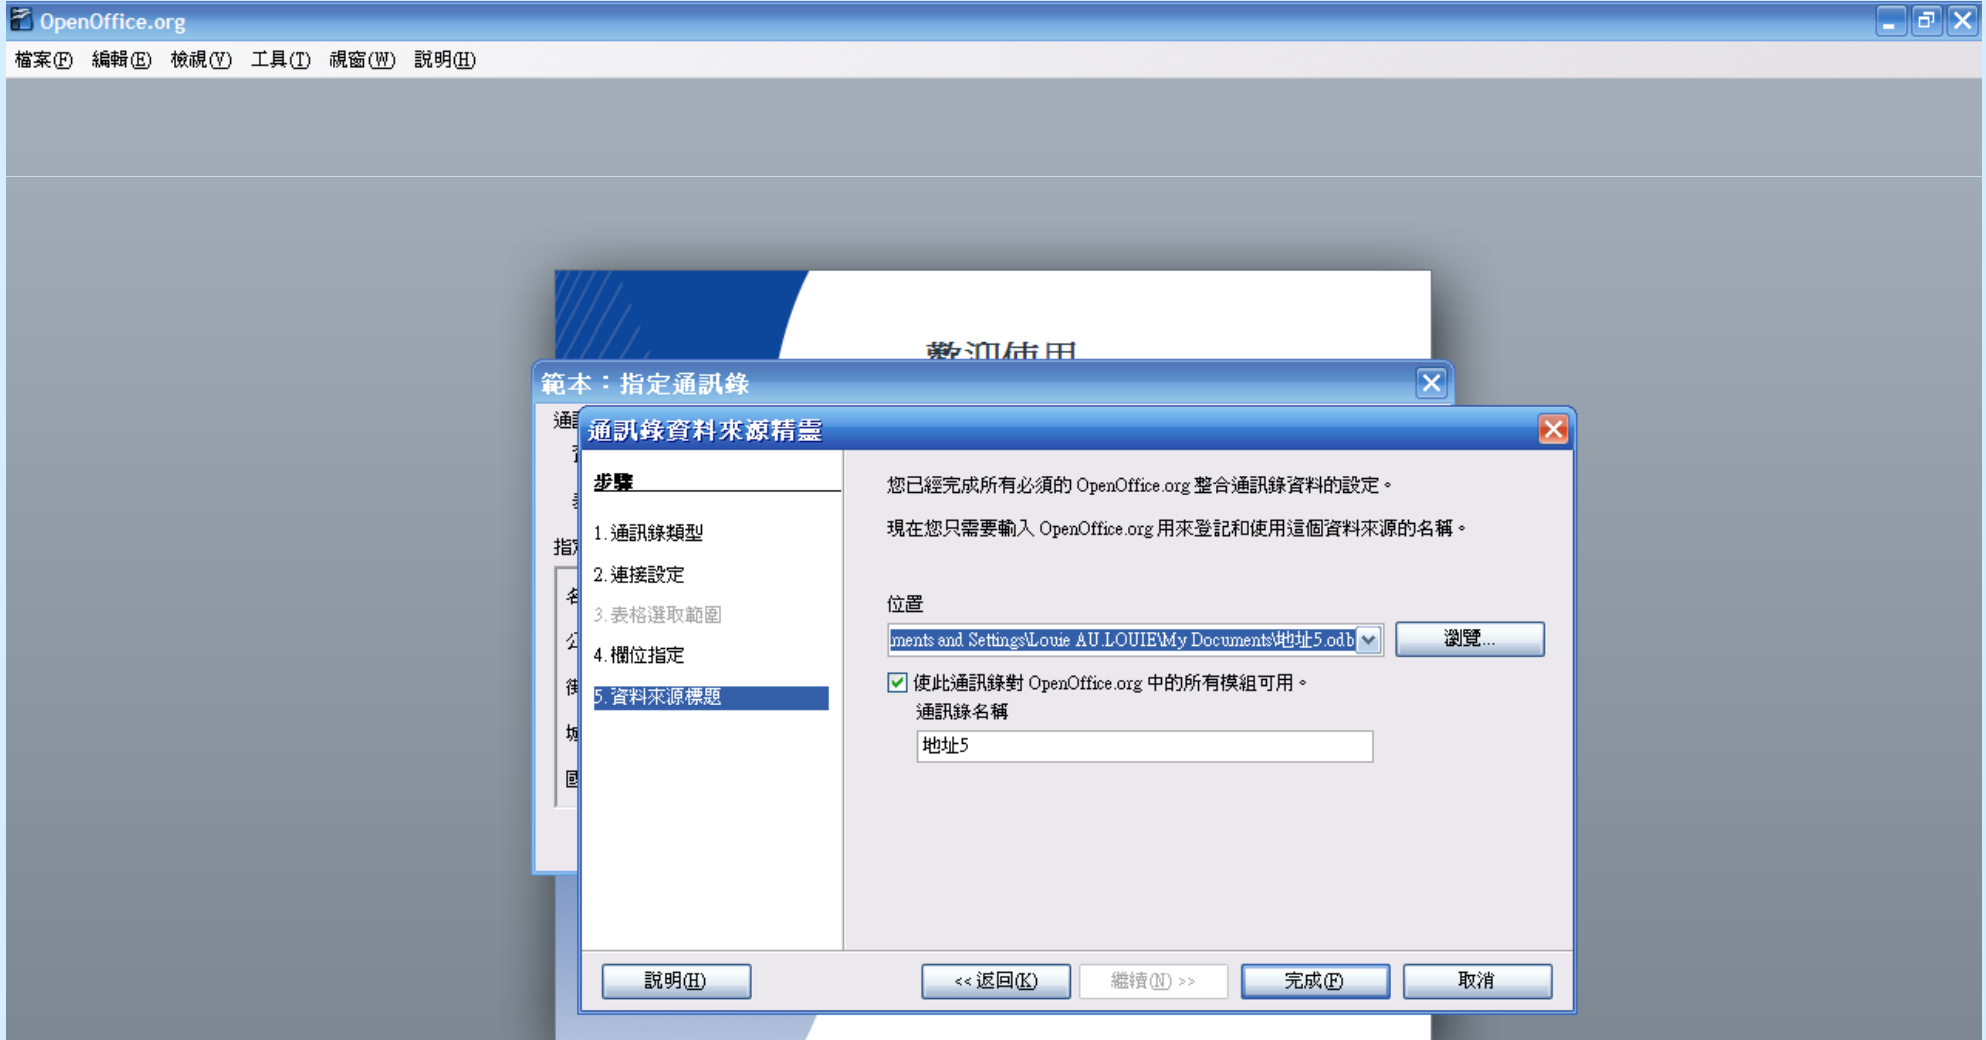 OpenOffice.org
檔案(F) 編輯(E) 檢視(V) 工具(T) 視窗(W) 說明(H)
歡迎使用
範本：指定通訊錄
通訊錄資料來源精靈
步驟
1. 通訊錄類型
2. 連接設定
3. 表格選取範圍
4. 欄位指定
5. 資料來源標題
您已經完成所有必須的 OpenOffice.org 整合通訊錄資料的設定。
現在您只需要輸入 OpenOffice.org 用來登記和使用這個資料來源的名稱。
位置
ments and Settings\Louie AU.LOUIE\My Documents\地址5.odb
瀏覽...
使此通訊錄對 OpenOffice.org 中的所有模組可用。
通訊錄名稱
地址5
說明(H)
<< 返回(K)
繼續(N) >>
完成(F)
取消